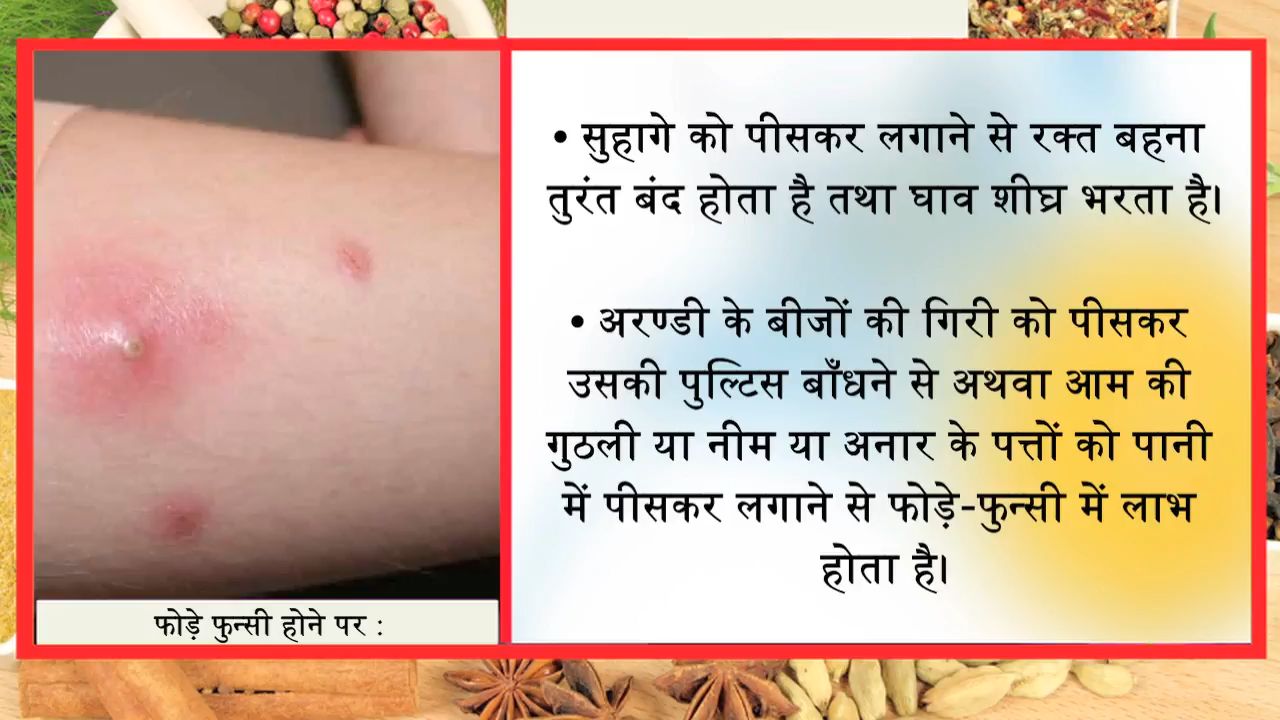 • सुहागे को पीसकर लगाने से रक्त बहना
तुरंत बंद होता है तथा घाव शीघ्र भरता है।
• अरण्डी के बीजों की गिरी को पीसकर
उसकी पुल्टिस बाँधने से अथवा आम की
गुठली या नीम या अनार के पत्तों को पानी
में पीसकर लगाने से फोड़े-फुन्सी में लाभ
होता है।
फोड़े फुन्सी होने पर :